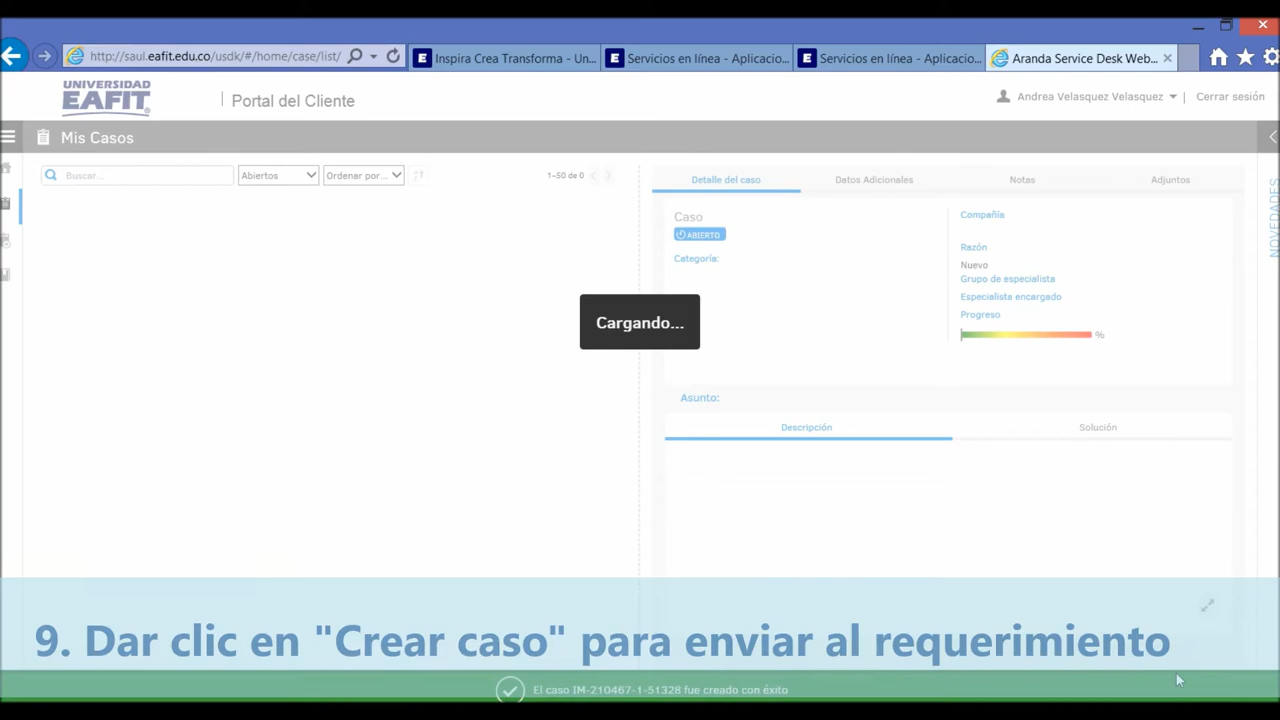 http://saul.eafit.edu.co/usdk/#/home/case/list/
Inspira Crea Transforma - Un...
Servicios en línea - Aplicacio...
Servicios en línea - Aplicacio...
Aranda Service Desk Web...
UNIVERSIDAD
EAFIT
Portal del Cliente
Andrea Velasquez Velasquez
Cerrar sesión
Mis Casos
Buscar...
Abiertos
Ordenar por...
1-50 de 0
Detalle del caso
Datos Adicionales
Notas
Adjuntos
NOVEDADES
Caso
ABIERTO
Categoría:
Compañía
Razón
Nuevo
Grupo de especialista
Especialista encargado
Progreso
%
Cargando...
Asunto:
Descripción
Solución
9. Dar clic en "Crear caso" para enviar al requerimiento
El caso IM-210467-1-51328 fue creado con éxito